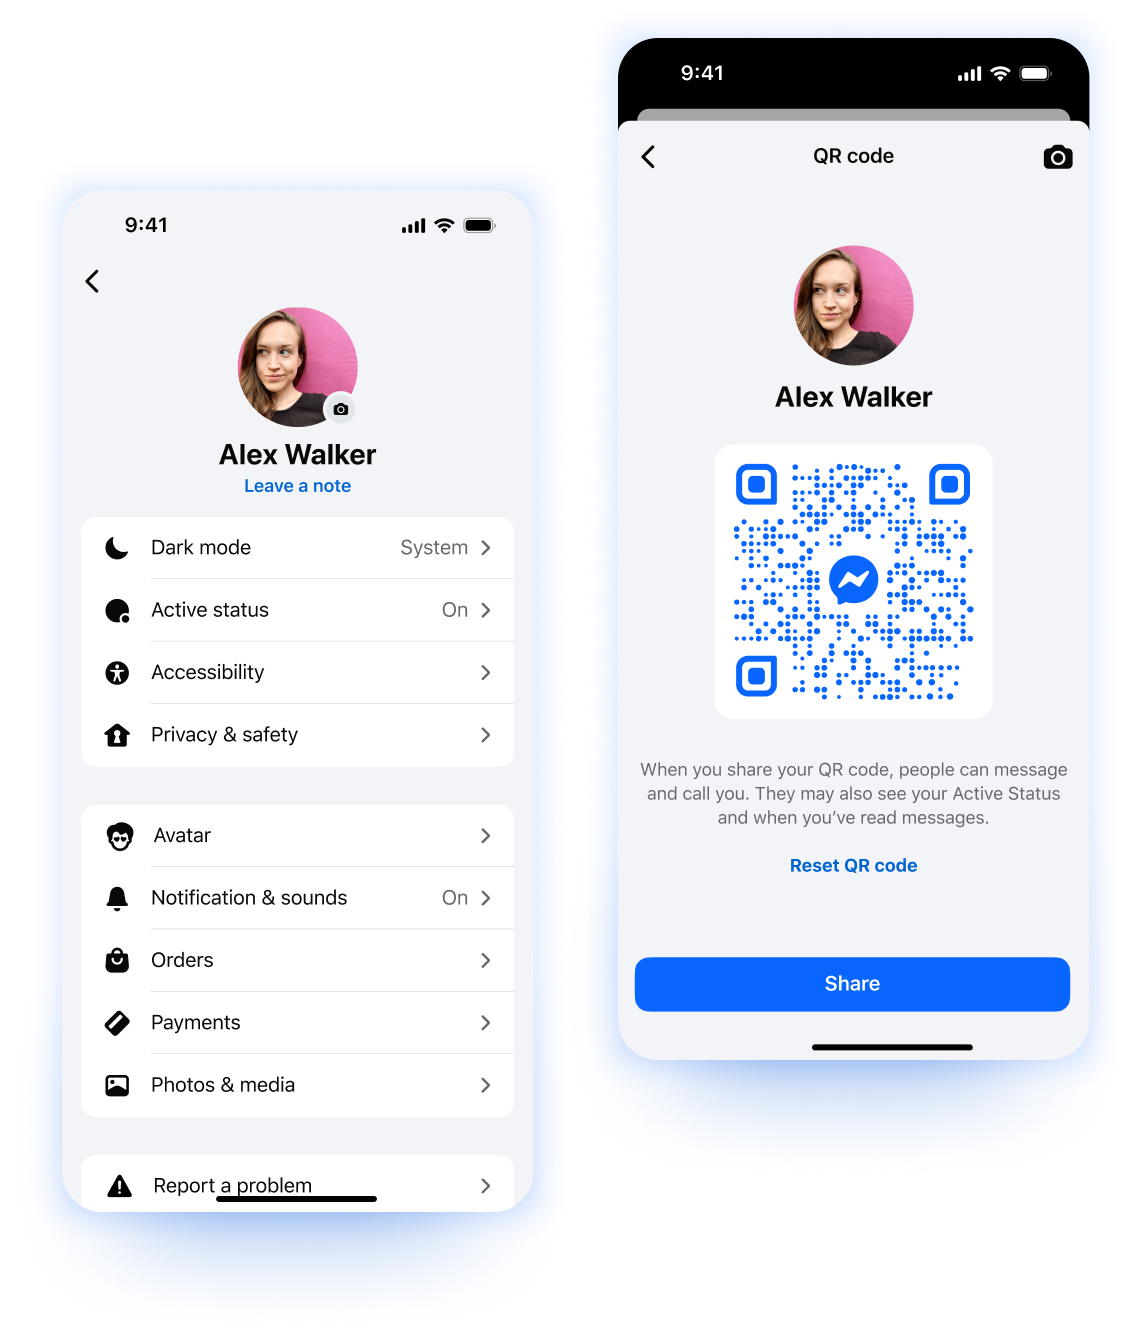 9:41
Alex Walker
Leave a note
Dark mode System
Active status On
Accessibility
Privacy & safety
Avatar
Notification & sounds On
Orders
Payments
Photos & media
Report a problem
9:41
QR code
Alex Walker
When you share your QR code, people can message
and call you. They may also see your Active Status
and when you’ve read messages.
Reset QR code
Share